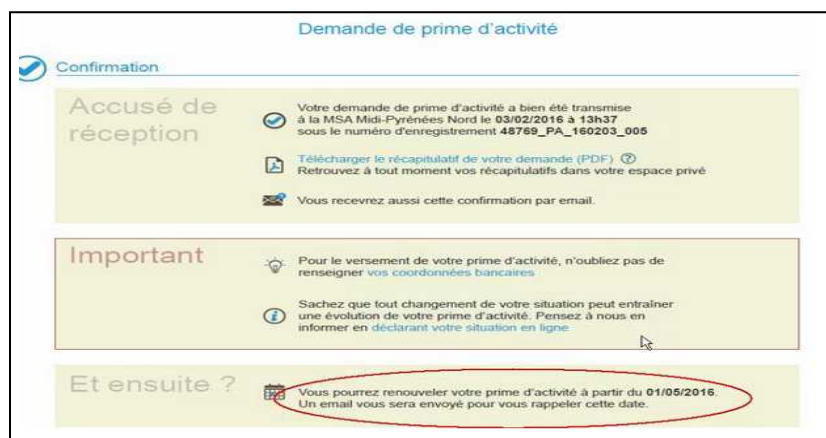 Demande de prime d'activité
Confirmation
Accusé de
réception
Votre demande de prime d'activité a bien été transmise
à la MSA Midi-Pyrénées Nord le 03/02/2016 à 13h37
sous le numéro d'enregistrement 48769_PA_160203_005
Télécharger le récapitulatif de votre demande (PDF) ?
Retrouvez à tout moment vos récapitulatifs dans votre espace privé
Vous recevrez aussi cette confirmation par email.
Important
Pour le versement de votre prime d'activité, n'oubliez pas de
renseigner vos coordonnées bancaires
Sachez que tout changement de votre situation peut entraîner
une évolution de votre prime d'activité. Pensez à nous en
informer en déclarant votre situation en ligne
Et ensuite ?
Vous pourrez renouveler votre prime d'activité à partir du 01/05/2016.
Un email vous sera envoyé pour vous rappeler cette date.